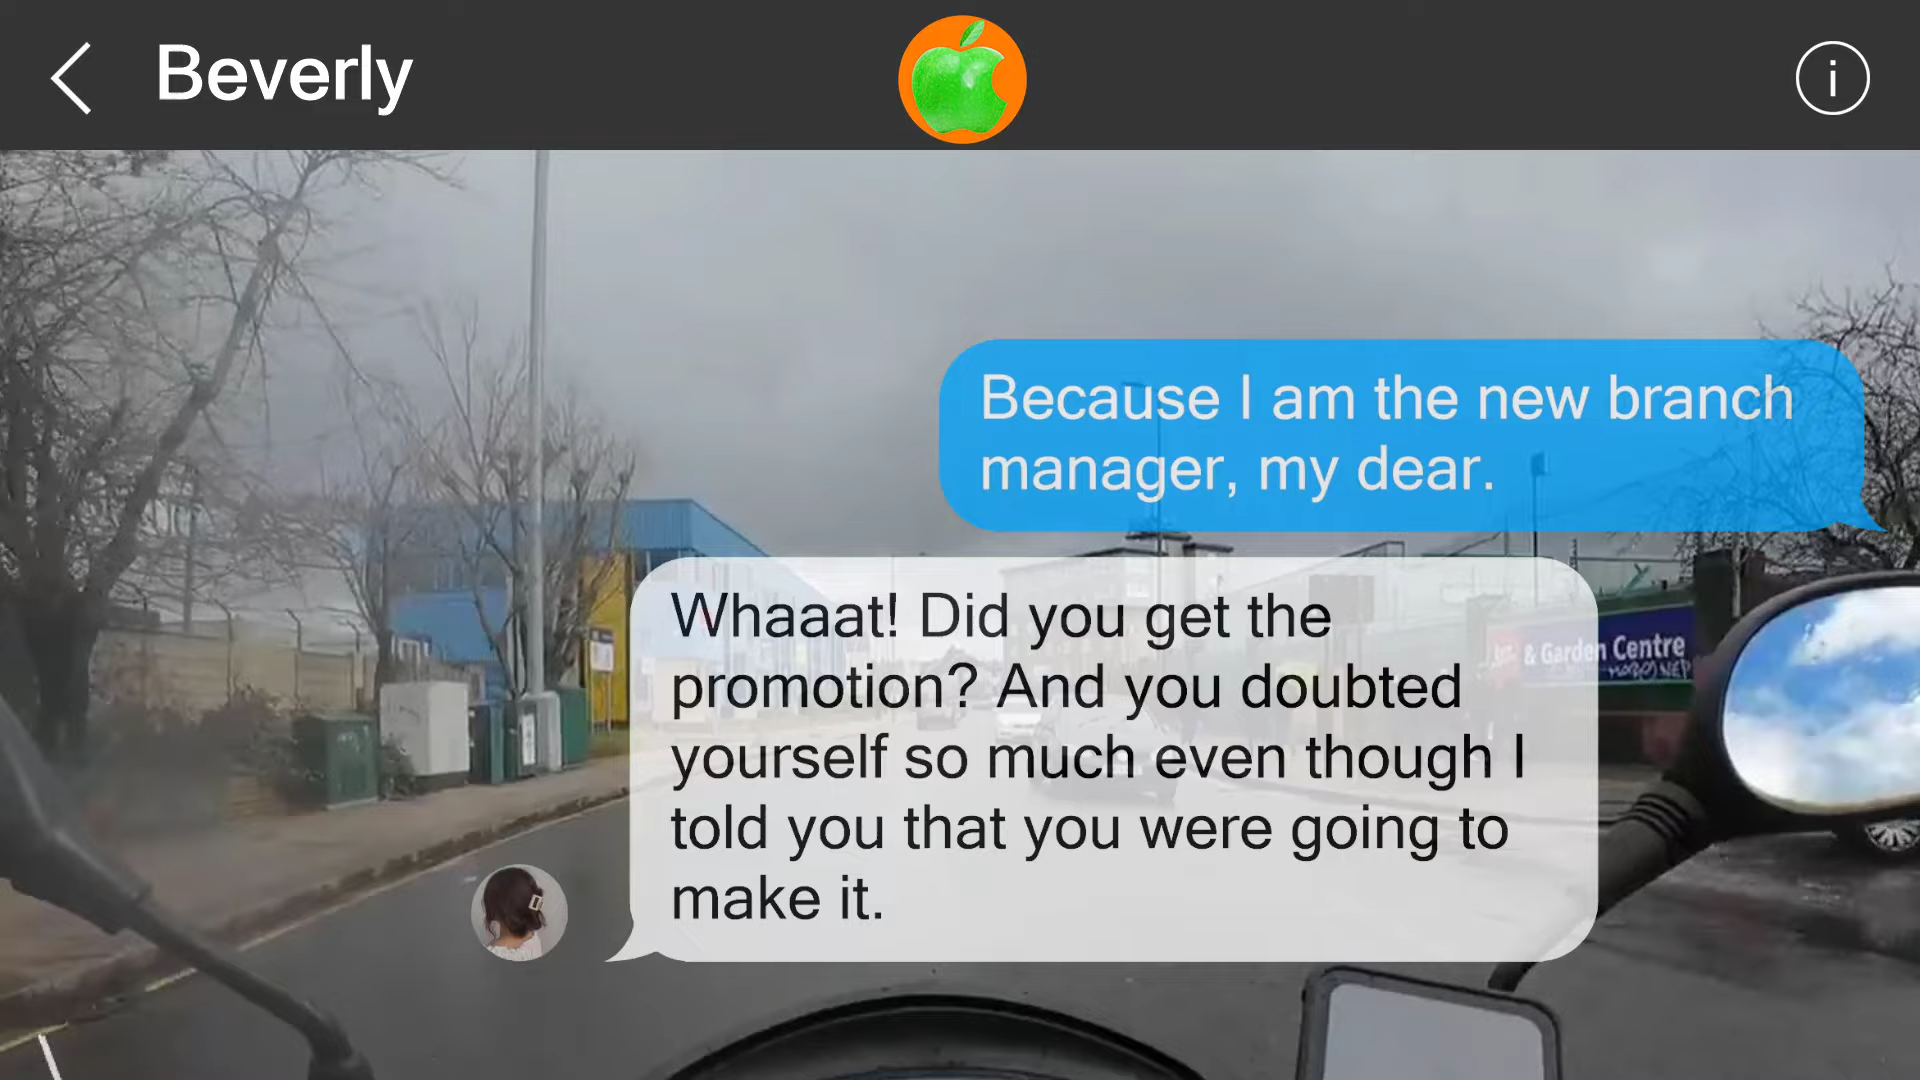 Beverly
Because I am the new branch
manager, my dear.
Whaaat! Did you get the
promotion? And you doubted
yourself so much even though I
told you that you were going to
make it.
& Garden Centre